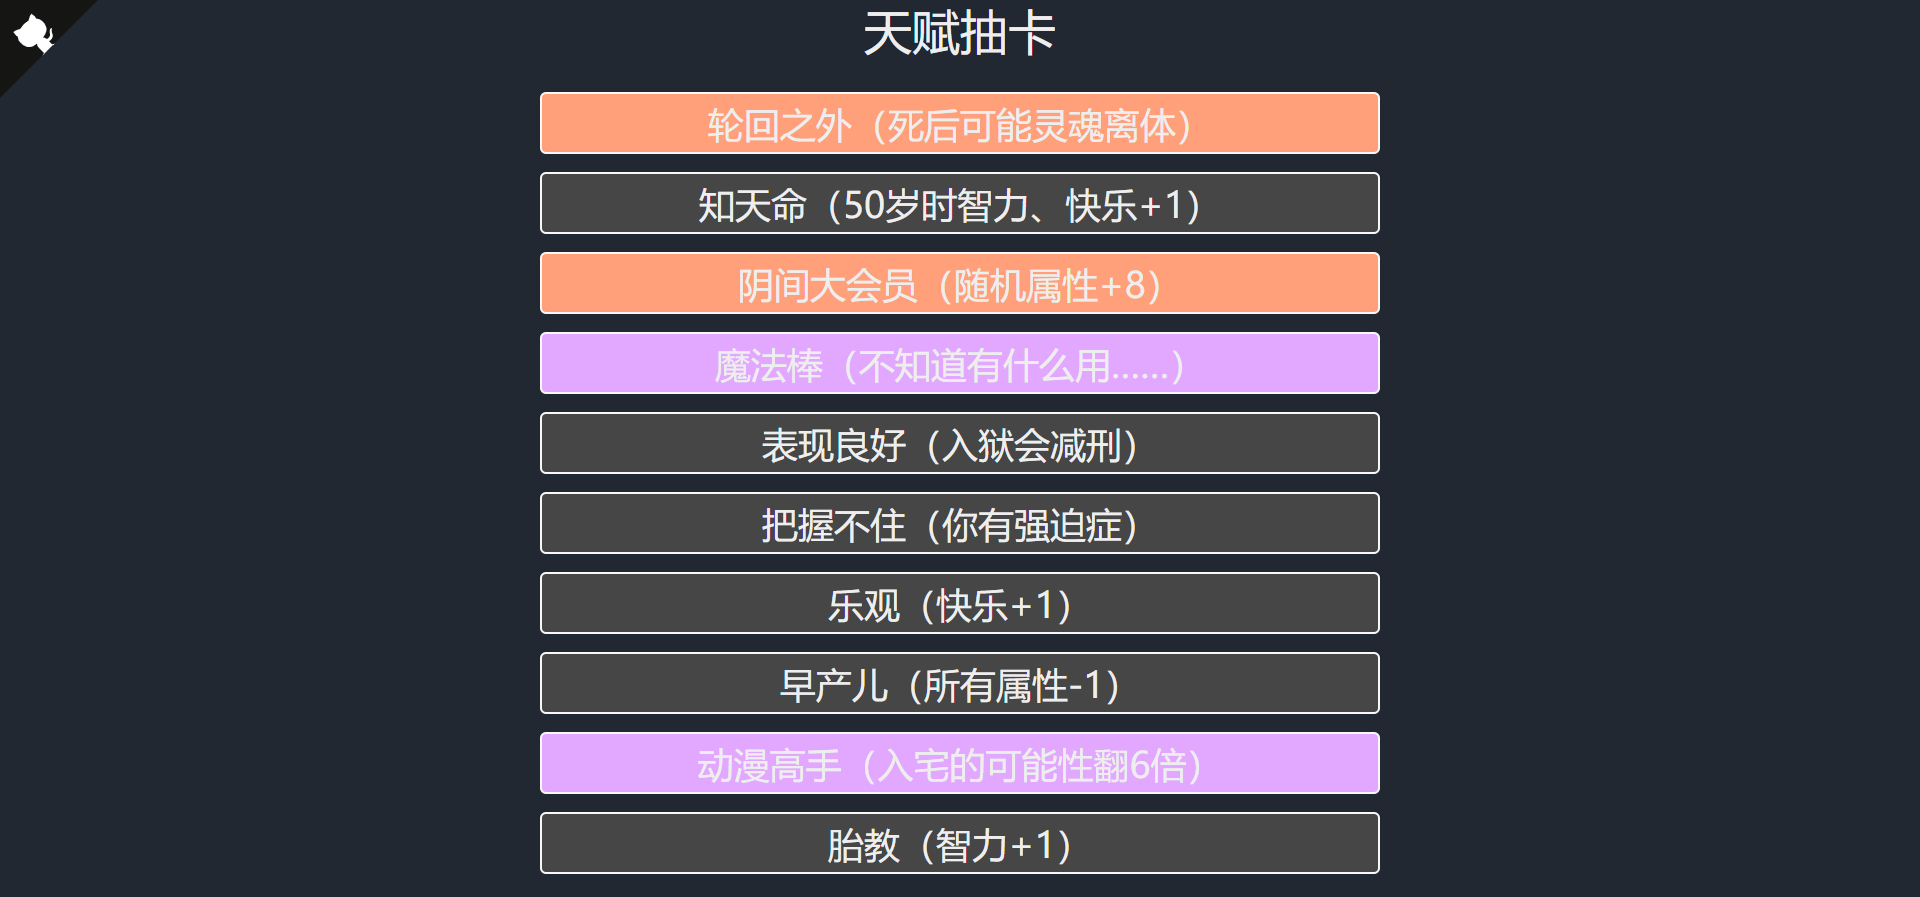 天赋抽卡
轮回之外（死后可能灵魂离体）
知天命（50岁时智力、快乐+1）
阴间大会员（随机属性+8）
魔法棒（不知道有什么用......）
表现良好（入狱会减刑）
把握不住（你有强迫症）
乐观（快乐+1）
早产儿（所有属性-1）
动漫高手（入宅的可能性翻6倍）
胎教（智力+1）